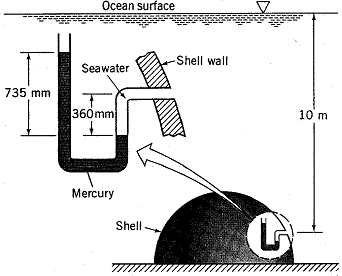 Ocean surface
Seawater
Shell wall
735 mm
360mm
10 m
Mercury
Shell